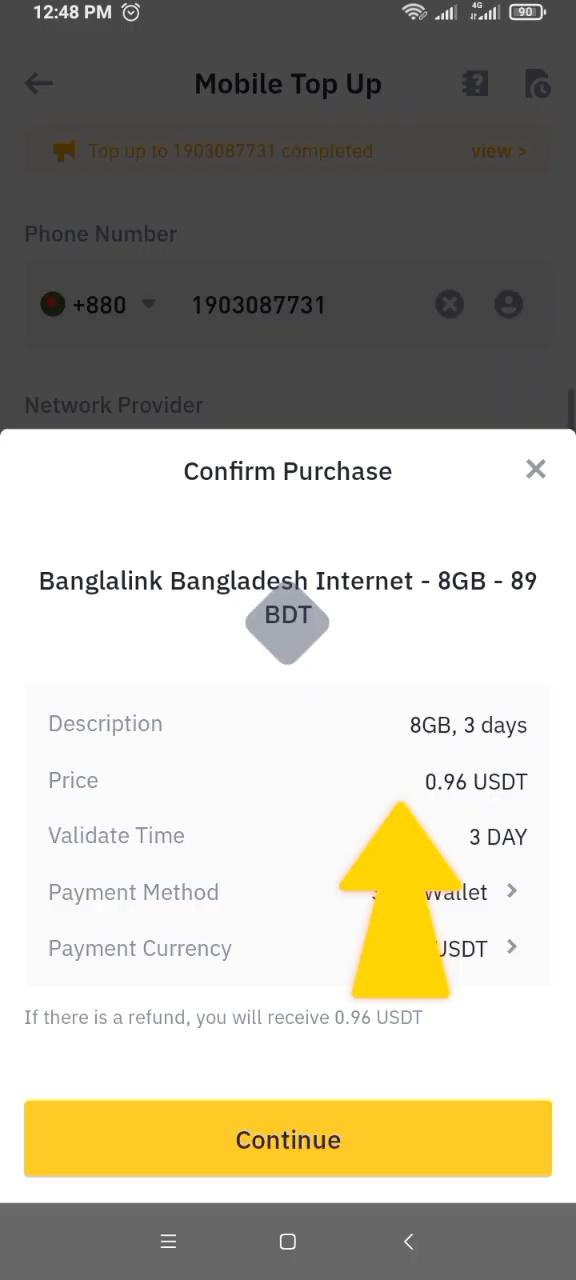 12:48 PM
4G
90
Mobile Top Up
Top up to 1903087731 completed
view >
Phone Number
+880
1903087731
Network Provider
Confirm Purchase
Banglalink Bangladesh Internet - 8GB - 89
BDT
Description
8GB, 3 days
Price
0.96 USDT
Validate Time
3 DAY
Payment Method
Wallet
Payment Currency
USDT
If there is a refund, you will receive 0.96 USDT
Continue